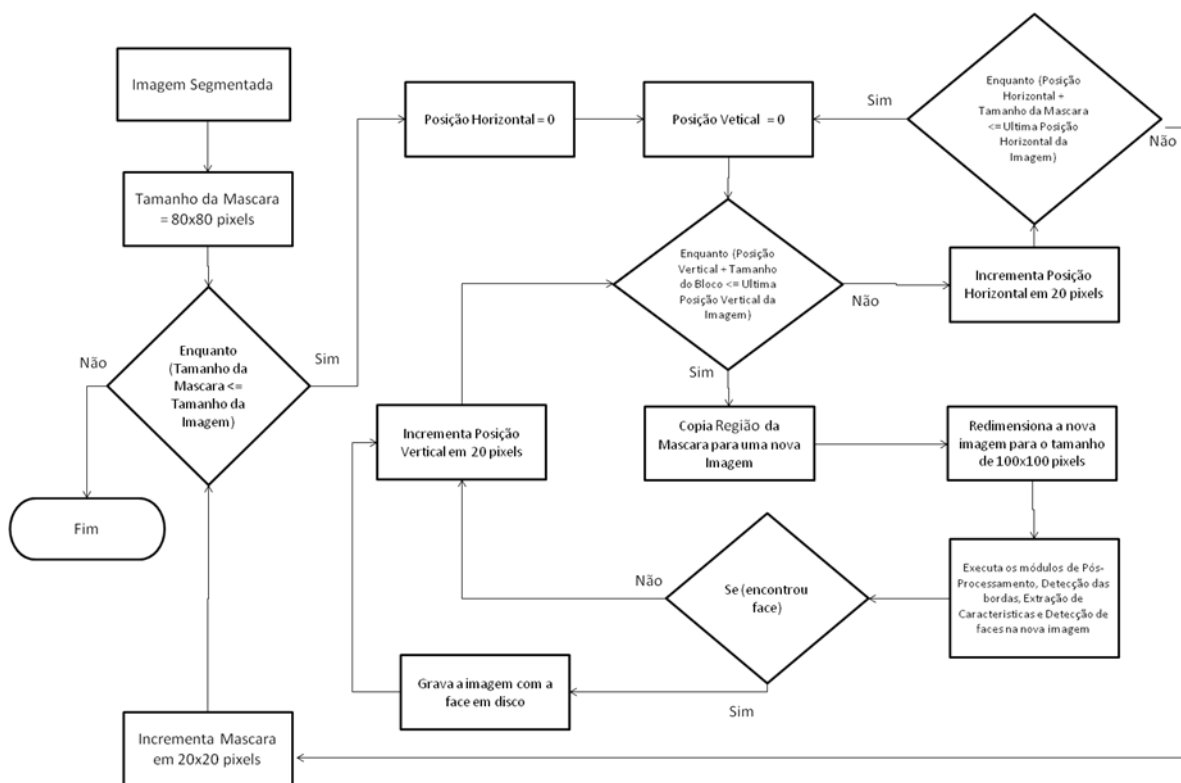 Imagem Segmentada
Tamanho da Mascara
= 80x80 pixels
Enquanto
(Tamanho da
Mascara <=
Tamanho da
Imagem)
Não
Sim
Fim
Incrementa Mascara
em 20x20 pixels
Posição Horizontal = 0
Posição Vetical = 0
Enquanto (Posição
Horizontal +
Tamanho da Mascara
<= Ultima Posição
Horizontal da
Imagem)
Sim
Não
Enquanto (Posição
Vertical + Tamanho
do Bloco <= Ultima
Posição Vertical da
Imagem)
Não
Sim
Incrementa Posição
Horizontal em 20 pixels
Copia Região da
Mascara para uma nova
Imagem
Redimensiona a nova
imagem para o tamanho
de 100x100 pixels
Executa os módulos de Pós-
Processamento, Detecção das
bordas, Extração de
Caracteristicas e Detecção de
faces na nova imagem
Se (encontrou
face)
Não
Sim
Incrementa Posição
Vertical em 20 pixels
Grava a imagem com a
face em disco